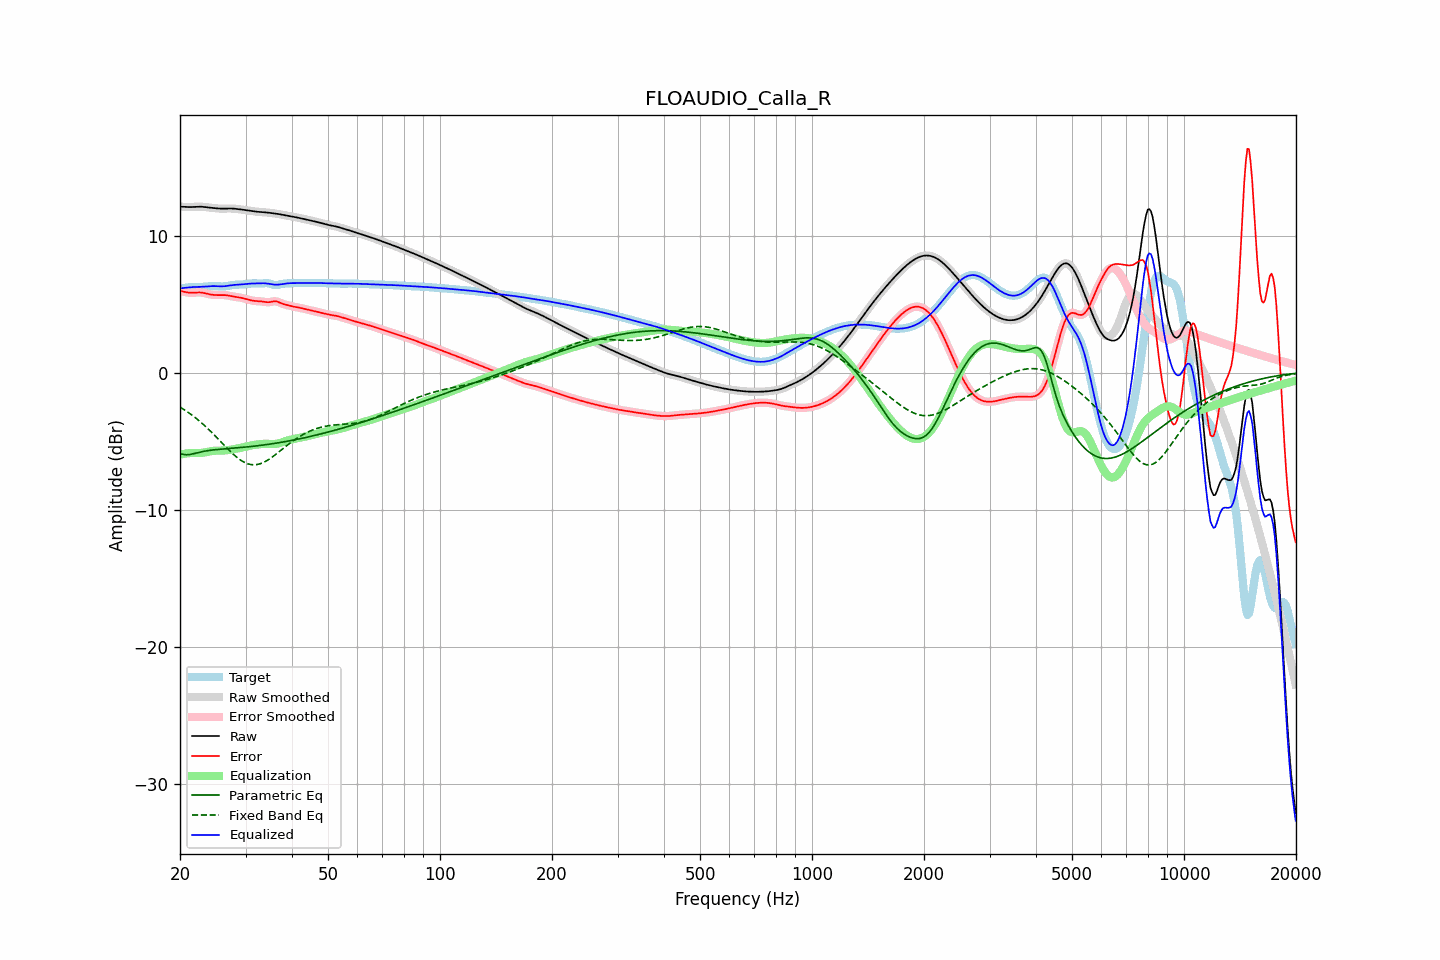 FLOAUDIO_Calla_R
Amplitude (dBr)
10
0
−10
−20
−30
Target
Raw Smoothed
Error Smoothed
Raw
Error
Equalization
Parametric Eq
Fixed Band Eq
Equalized
20 50 100 200 500 1000 2000 5000 10000 20000
Frequency (Hz)